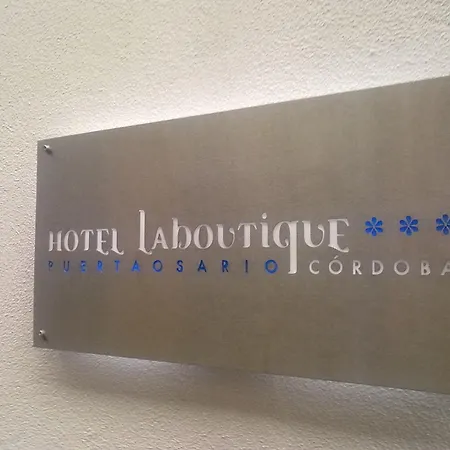 HOTEL LABOUTIQUE ***
PUERTAOSARIO CÓRDOBA